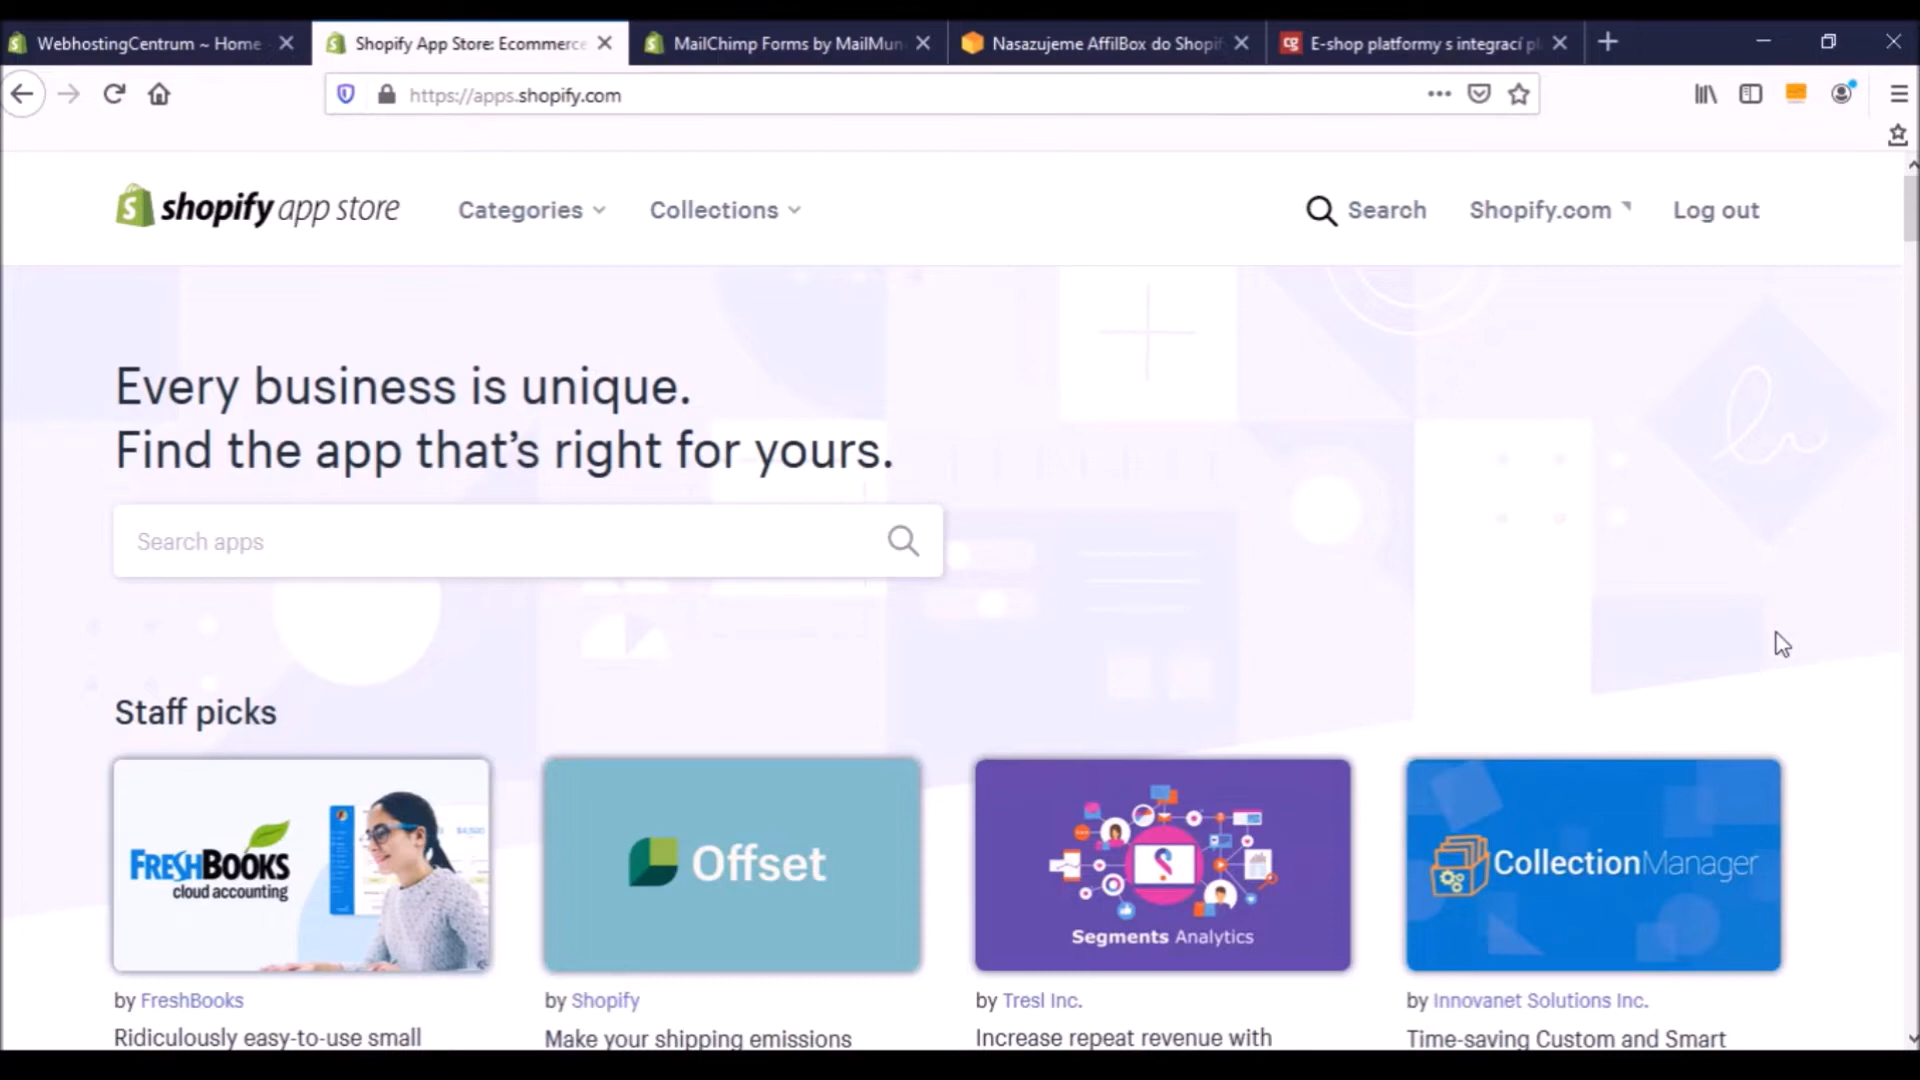 WebhostingCentrum ~ Home
Shopify App Store: Ecommerce
MailChimp Forms by MailMun
Nasazujeme AffilBox do Shopif
cg
E-shop platformy s integrací pl
https://apps.shopify.com
shopify app store
Categories
Collections
Search
Shopify.com
Log out
Every business is unique.
Find the app that's right for yours.
Search apps
Staff picks
FRESHBOOKS
cloud accounting
Offset
Segments Analytics
CollectionManager
by FreshBooks
by Shopify
by Tresl Inc.
by Innovanet Solutions Inc.
Ridiculously easy-to-use small
Make your shipping emissions
Increase repeat revenue with
Time-saving Custom and Smart